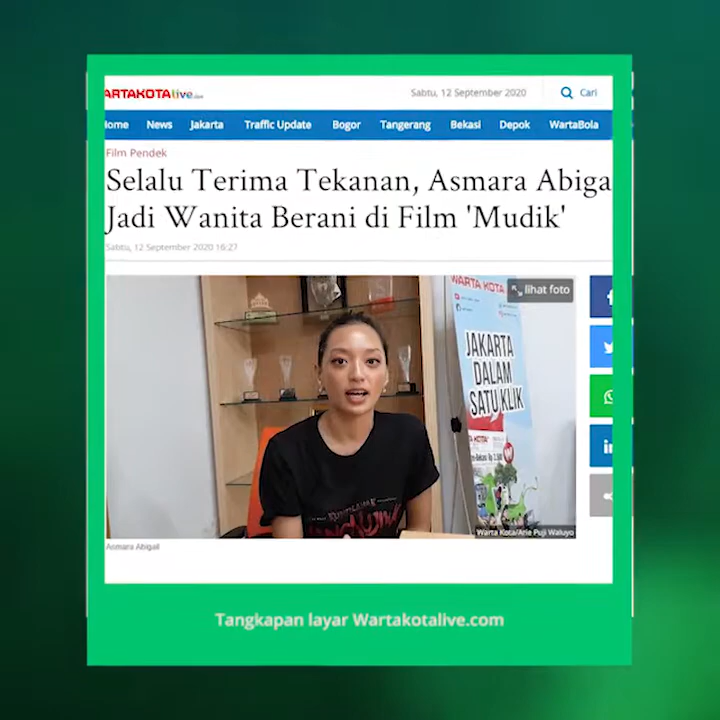 ARTAKOTAlive.com
Sabtu, 12 September 2020
Cari
Home News Jakarta Traffic Update Bogor Tangerang Bekasi Depok WartaBola
Film Pendek
Selalu Terima Tekanan, Asmara Abiga
Jadi Wanita Berani di Film 'Mudik'
Sabtu, 12 September 2020 16:27
lihat foto
WARTA KOTA
JAKARTA
DALAM
SATU KLIK
Warta Kota/Arie Puji Waluyo
Asmara Abigail
Tangkapan layar Wartakotalive.com